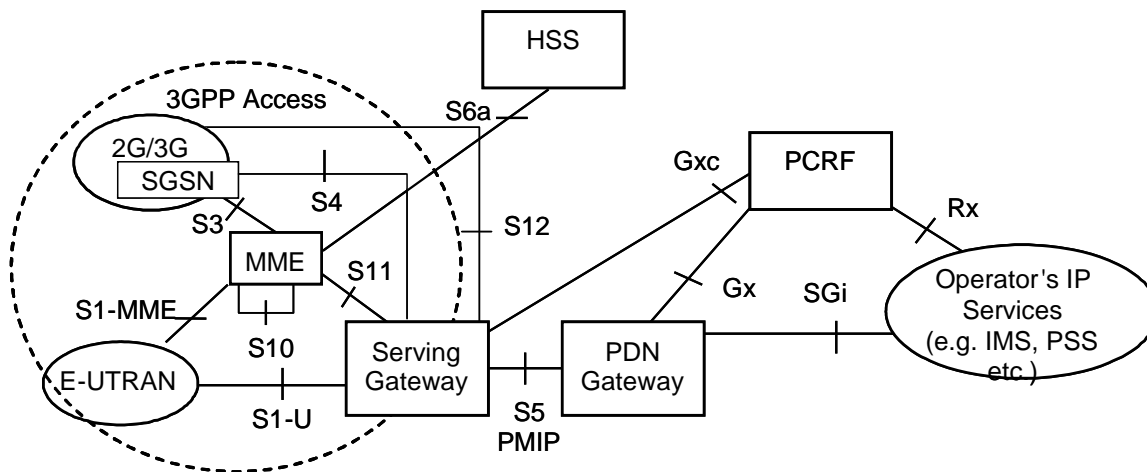 HSS
3GPP Access
S6a
2G/3G
SGSN
S4
Gxc
PCRF
S3
S12
Rx
MME
S11
Gx
SGi
Operator's IP
Services
(e.g. IMS, PSS
etc.)
S1-MME
S10
Serving
Gateway
PDN
Gateway
E-UTRAN
S1-U
S5
PMIP